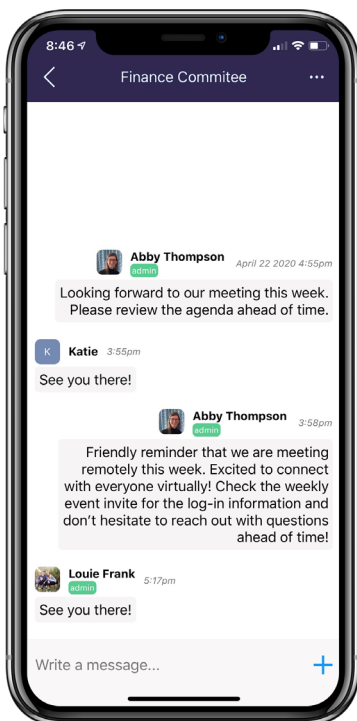 8:46
Finance Commitee
Abby Thompson
admin
April 22 2020 4:55pm
Looking forward to our meeting this week.
Please review the agenda ahead of time.
K
Katie 3:55pm
See you there!
Abby Thompson
admin
3:58pm
Friendly reminder that we are meeting
remotely this week. Excited to connect
with everyone virtually! Check the weekly
event invite for the log-in information and
don’t hesitate to reach out with questions
ahead of time!
Louie Frank
admin
5:17pm
See you there!
Write a message...